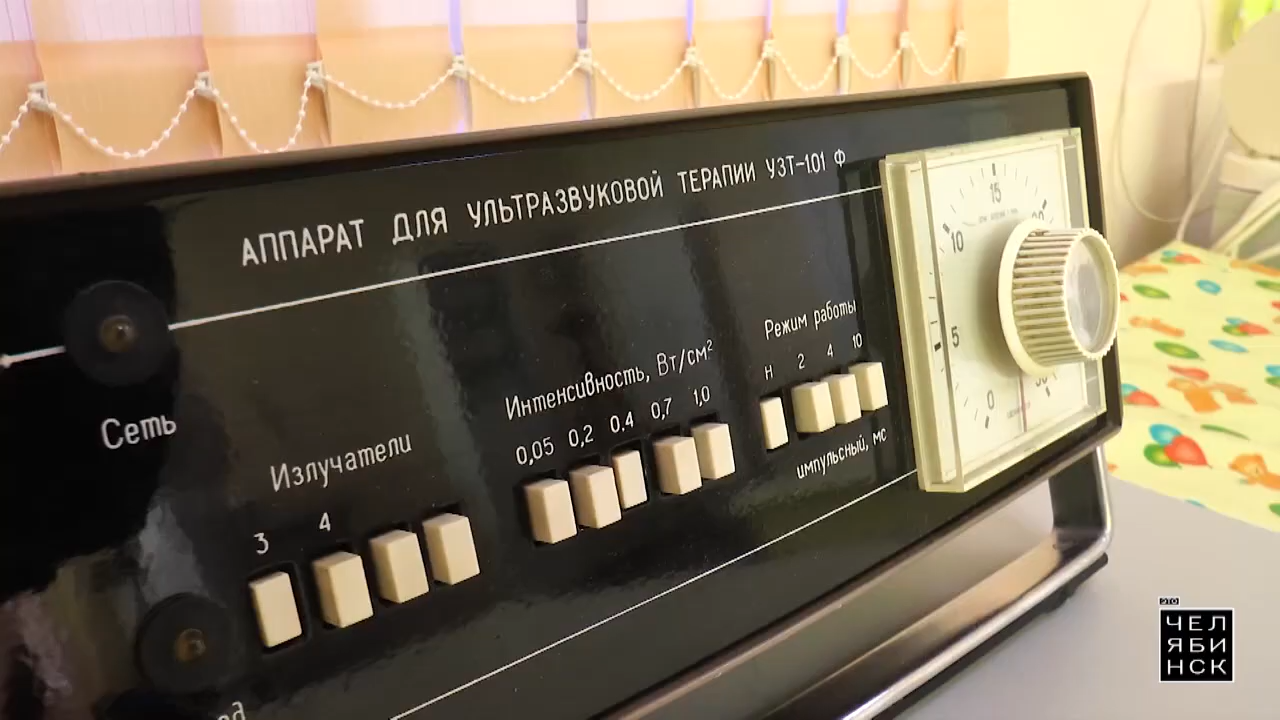 АППАРАТ ДЛЯ УЛЬТРАЗВУКОВОЙ ТЕРАПИИ УЗТ-1.01 Ф
Сеть
Излучатели
3 4
Интенсивность, Вт/см²
0,05 0,2 0.4 0,7 1,0
Режим работы
Н 2 4 10
импульсный, мс
0 5 10 15
ЭТО
ЧЕЛ
ЯБИ
НСК